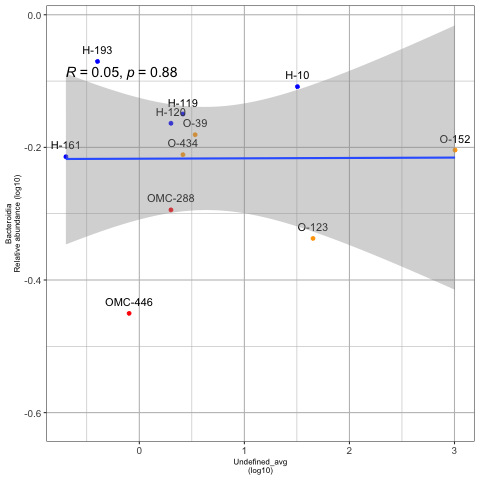 0.0
H-193
R = 0.05, p = 0.88
H-10
H-119
H-129
O-39
-0.2
H-161
O-434
O-152
OMC-288
O-123
Bacteroidia
Relative abundance (log10)
-0.4
OMC-446
-0.6
0
1
2
3
Undefined_avg
(log10)